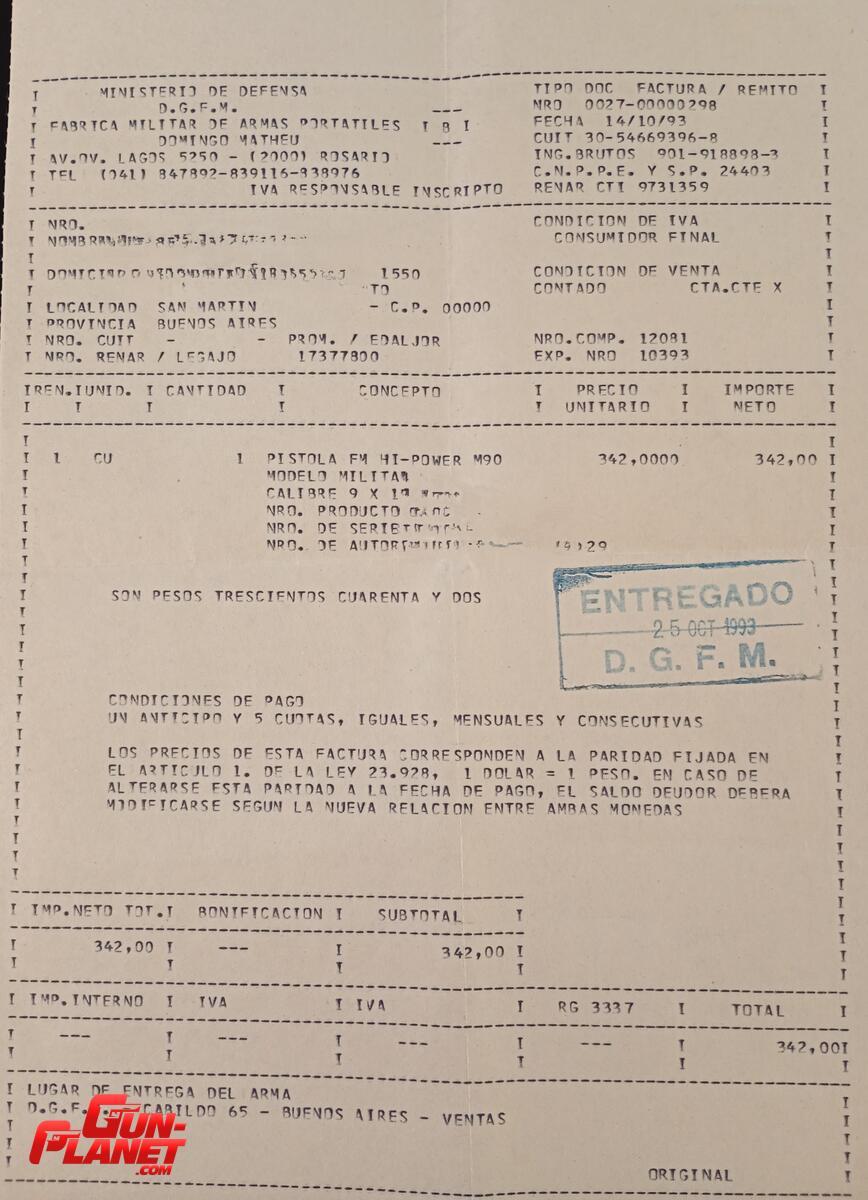 MINISTERIO DE DEFENSA
D.G.F.M.
FABRICA MILITAR DE ARMAS PORTATILES I B I
DOMINGO MATHEU
AV.OV. LAGOS 5250 - (2000) ROSARIO
TEL (041) 847892-839116-838976
IVA RESPONSABLE INSCRIPTO
TIPO DOC FACTURA / REMITO
NRO 0027-00000298
FECHA 14/10/93
CUIT 30-54669396-8
ING.BRUTOS 901-918898-3
C.N.P.P.E. Y S.P. 24403
RENAR CTI 9731359
NRO.
CONDICION DE IVA
CONSUMIDOR FINAL
1550
CONDICION DE VENTA
TO
CONTADO CTA.CTE X
LOCALIDAD SAN MARTIN - C.P. 00000
PROVINCIA BUENOS AIRES
NRO. CUIT - - PROM. / EDALJOR
NRO.COMP. 12081
NRO. RENAR / LEGAJO 17377800
EXP. NRO 10393
REN. UNID. CANTIDAD CONCEPTO PRECIO UNITARIO IMPORTE NETO
1 CU 1 PISTOLA FM HI-POWER M90 342,0000 342,00
MODELO MILITAR
CALIBRE 9 X
NRO. PRODUCTO
NRO. DE SERIE
NRO. DE
SON PESOS TRESCIENTOS CUARENTA Y DOS
ENTREGADO
25 OCT 1993
D. G. F. M.
CONDICIONES DE PAGO
UN ANTICIPO Y 5 CUOTAS, IGUALES, MENSUALES Y CONSECUTIVAS
LOS PRECIOS DE ESTA FACTURA CORRESPONDEN A LA PARIDAD FIJADA EN
EL ARTICULO 1. DE LA LEY 23.928, 1 DOLAR = 1 PESO. EN CASO DE
ALTERARSE ESTA PARIDAD A LA FECHA DE PAGO, EL SALDO DEUDOR DEBERA
MODIFICARSE SEGUN LA NUEVA RELACION ENTRE AMBAS MONEDAS
IMP.NETO TOT. BONIFICACION SUBTOTAL
342,00 --- 342,00
IMP.INTERNO IVA IVA RG 3337 TOTAL
--- --- --- --- 342,00
LUGAR DE ENTREGA DEL ARMA
D.G.F. CABILDO 65 - BUENOS AIRES - VENTAS
GUN-PLANET.COM
ORIGINAL